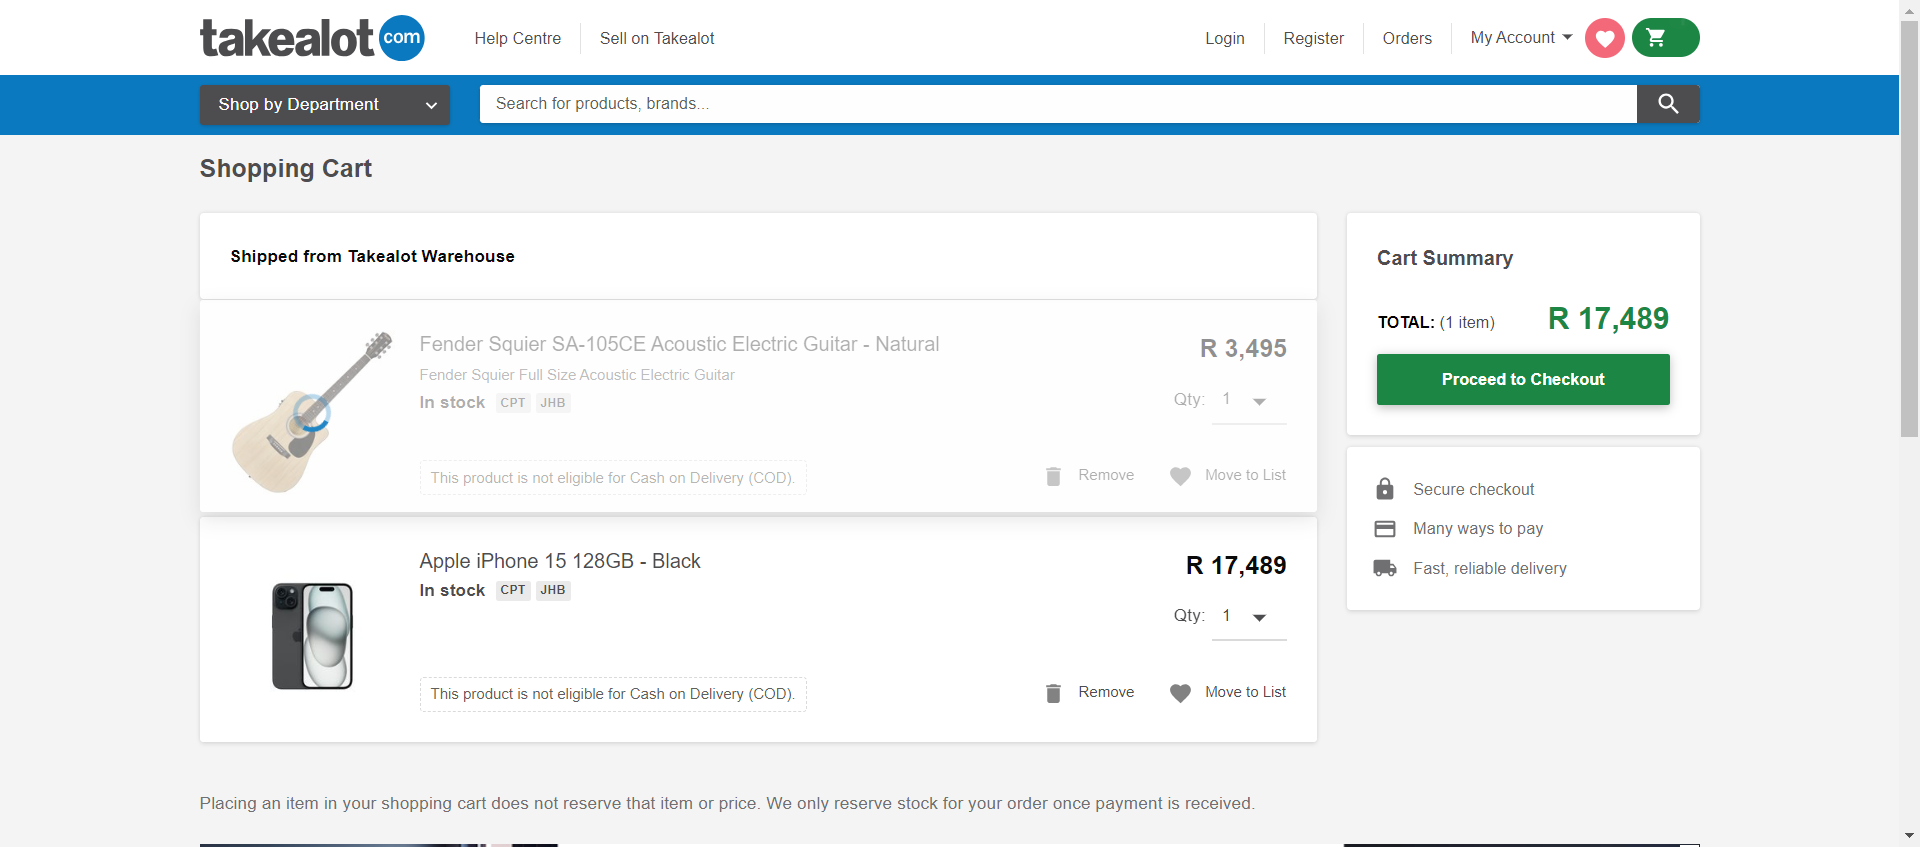 takealot com
Help Centre
Sell on Takealot
Login
Register
Orders
My Account
Shop by Department
Search for products, brands...
Shopping Cart
Shipped from Takealot Warehouse
Fender Squier SA-105CE Acoustic Electric Guitar - Natural
R 3,495
Fender Squier Full Size Acoustic Electric Guitar
In stock CPT JHB
Qty: 1
This product is not eligible for Cash on Delivery (COD).
Remove
Move to List
Apple iPhone 15 128GB - Black
R 17,489
In stock CPT JHB
Qty: 1
This product is not eligible for Cash on Delivery (COD).
Remove
Move to List
Cart Summary
TOTAL: (1 item) R 17,489
Proceed to Checkout
Secure checkout
Many ways to pay
Fast, reliable delivery
Placing an item in your shopping cart does not reserve that item or price. We only reserve stock for your order once payment is received.